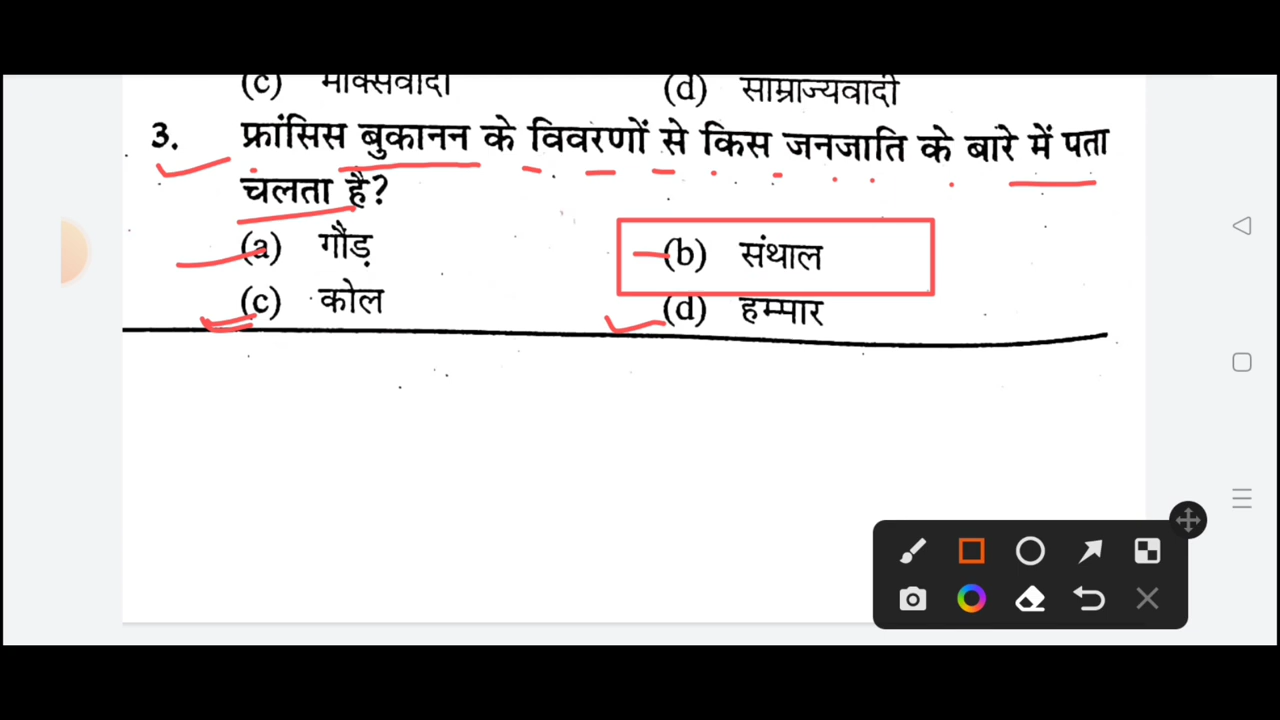 (c) मार्क्सवादी (d) साम्राज्यवादी
3. फ्रांसिस बुकानन के विवरणों से किस जनजाति के बारे में पता
चलता है?
(a) गौंड़ (b) संथाल
(c) कोल (d) हम्पार